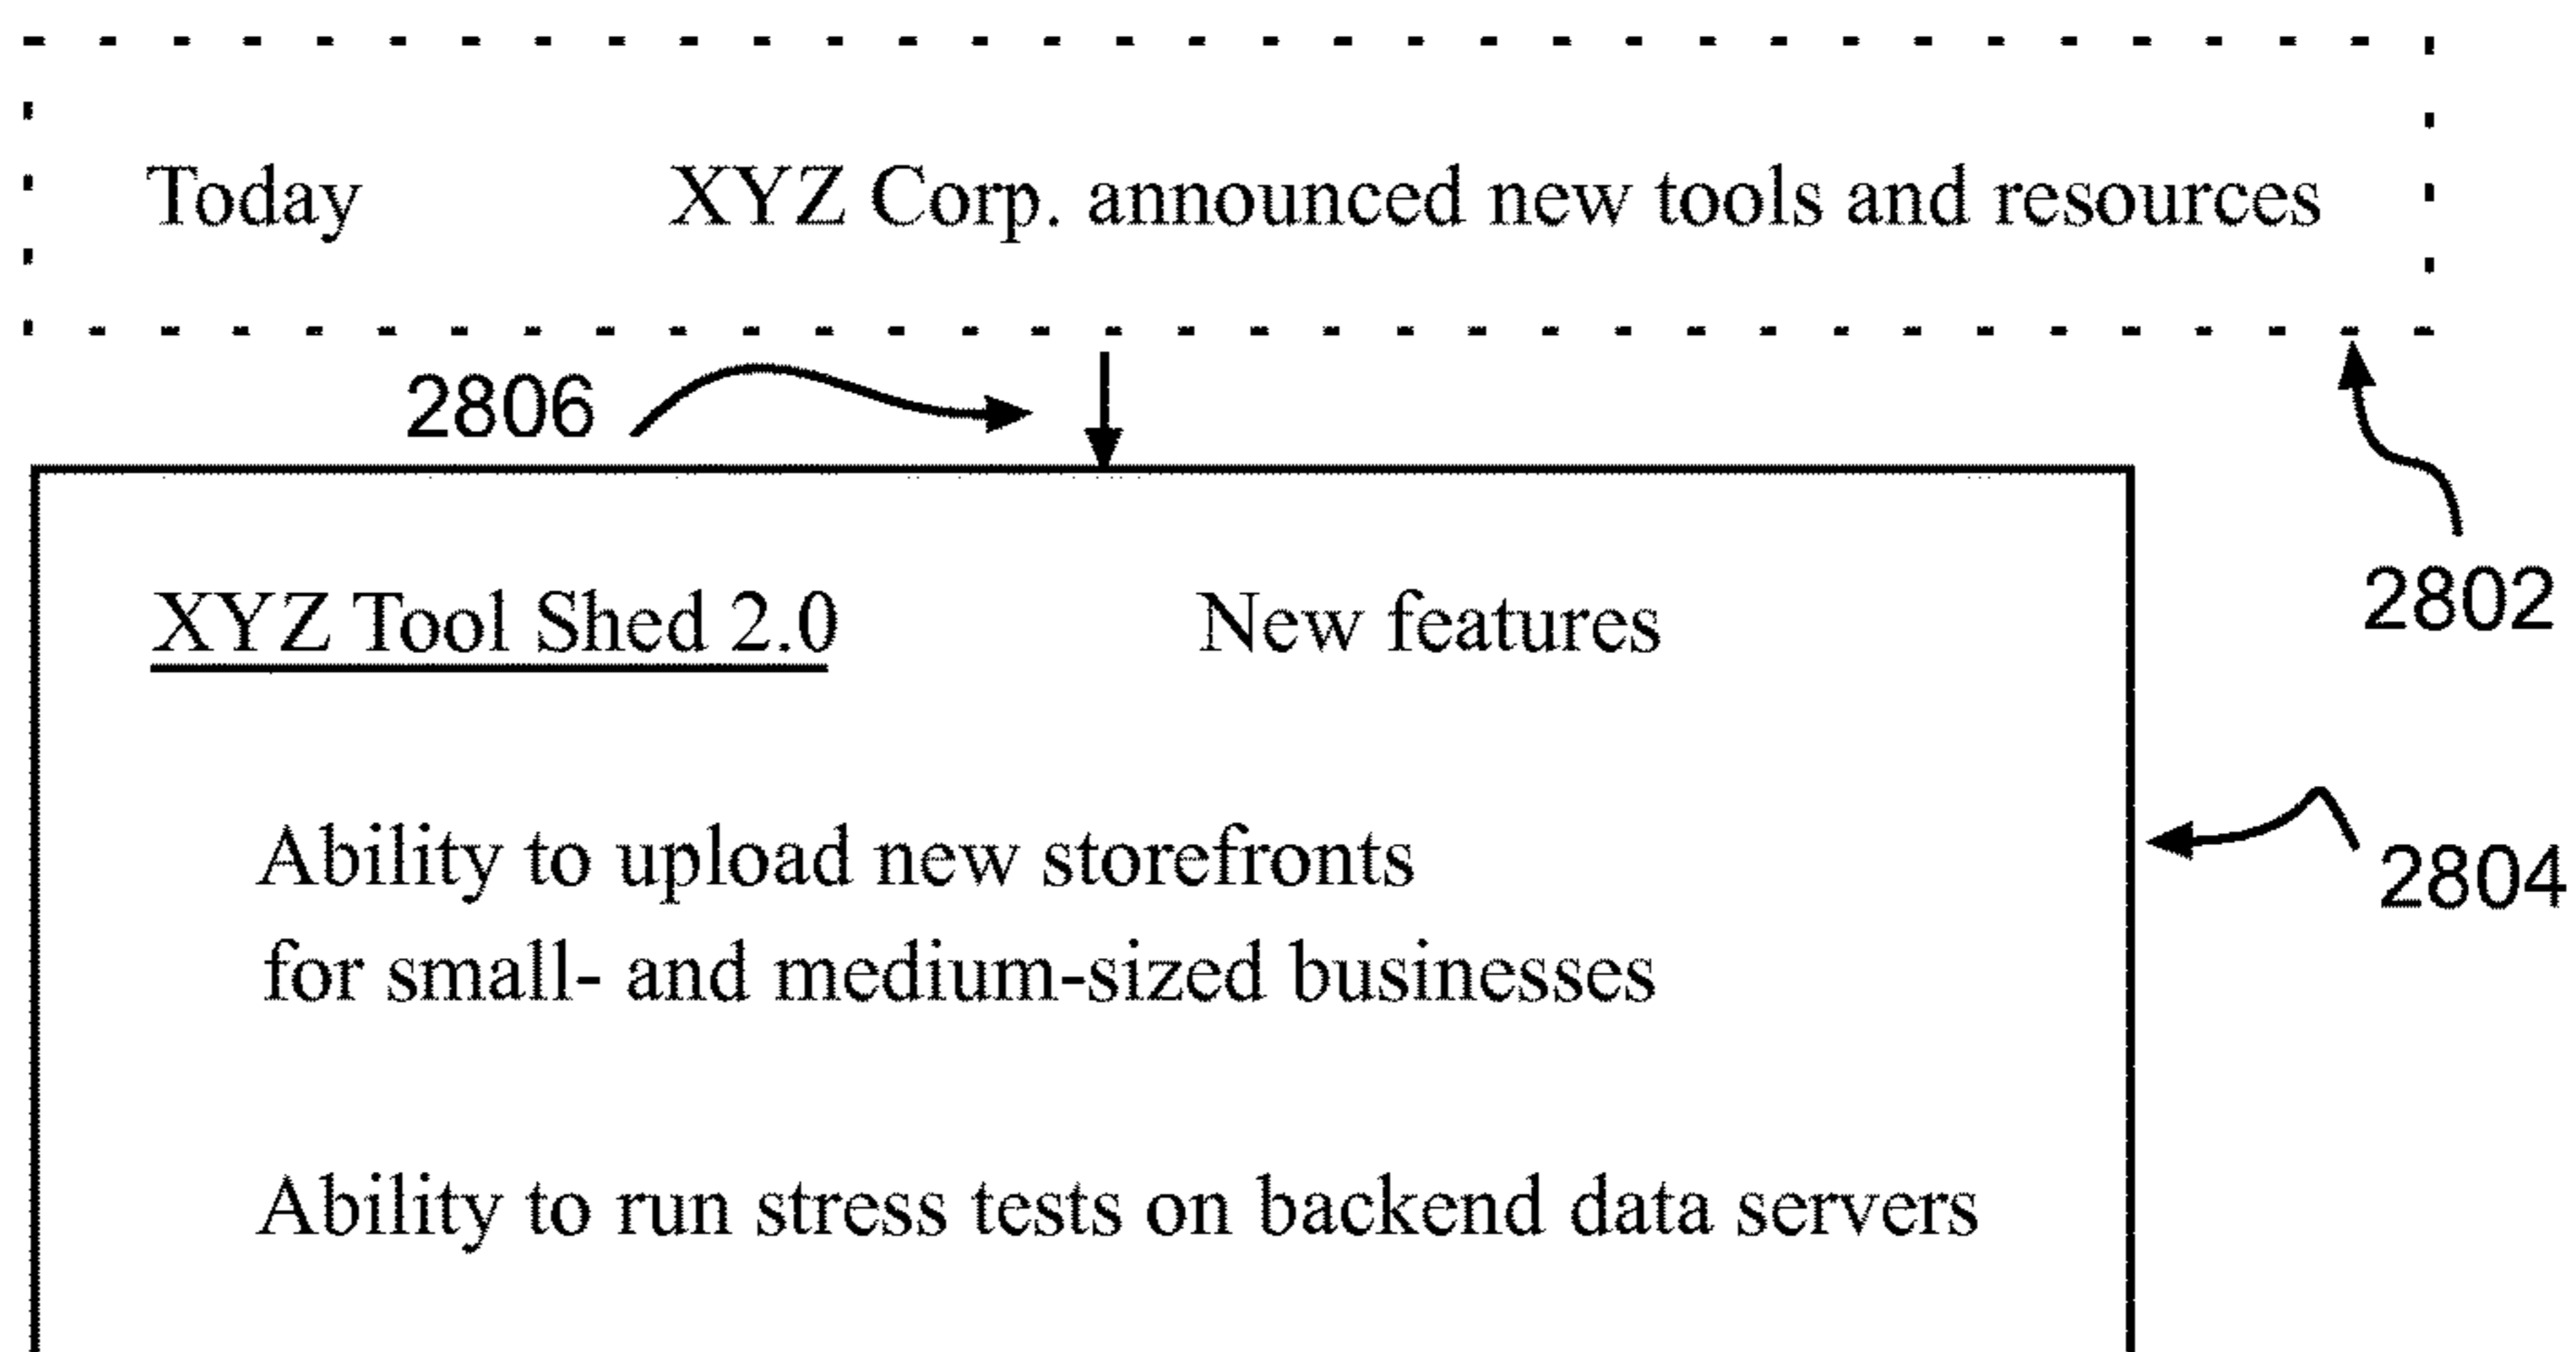 Today XYZ Corp. announced new tools and resources
2806
2802
XYZ Tool Shed 2.0 New features
2804
Ability to upload new storefronts
for small- and medium-sized businesses
Ability to run stress tests on backend data servers